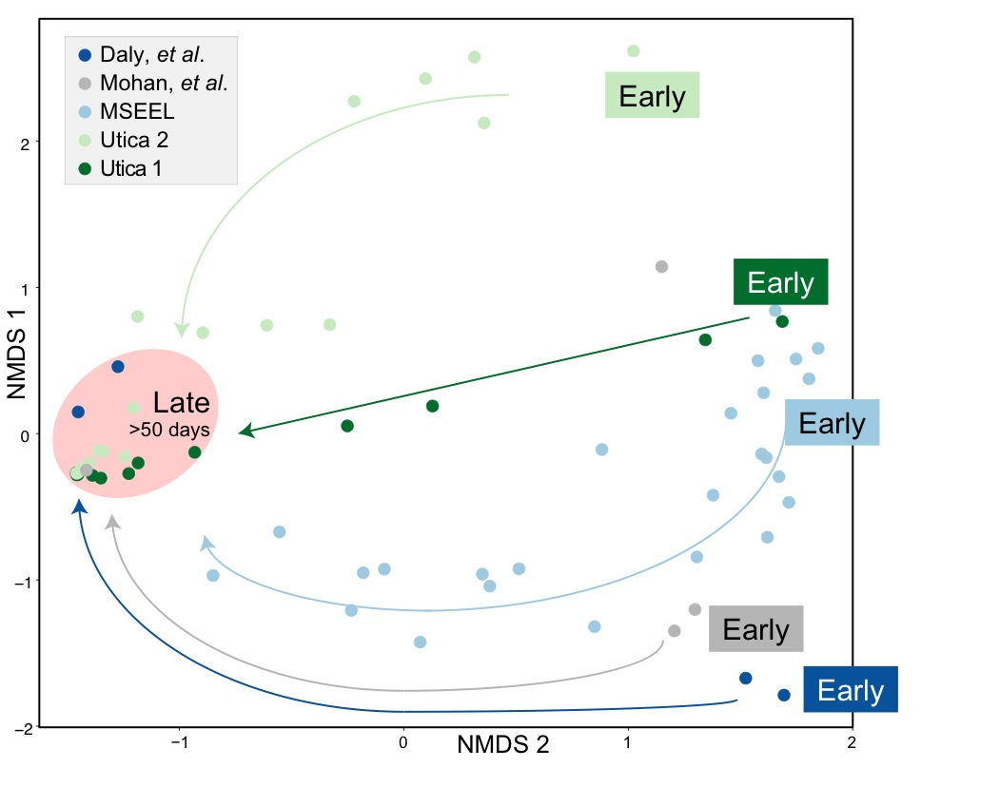 Daly, et al.
Mohan, et al.
MSEEL
Utica 2
Utica 1
Early
Early
Early
Early
Early
Late
>50 days
NMDS 1
2
1
0
−1
−2
−1
0
1
2
NMDS 2